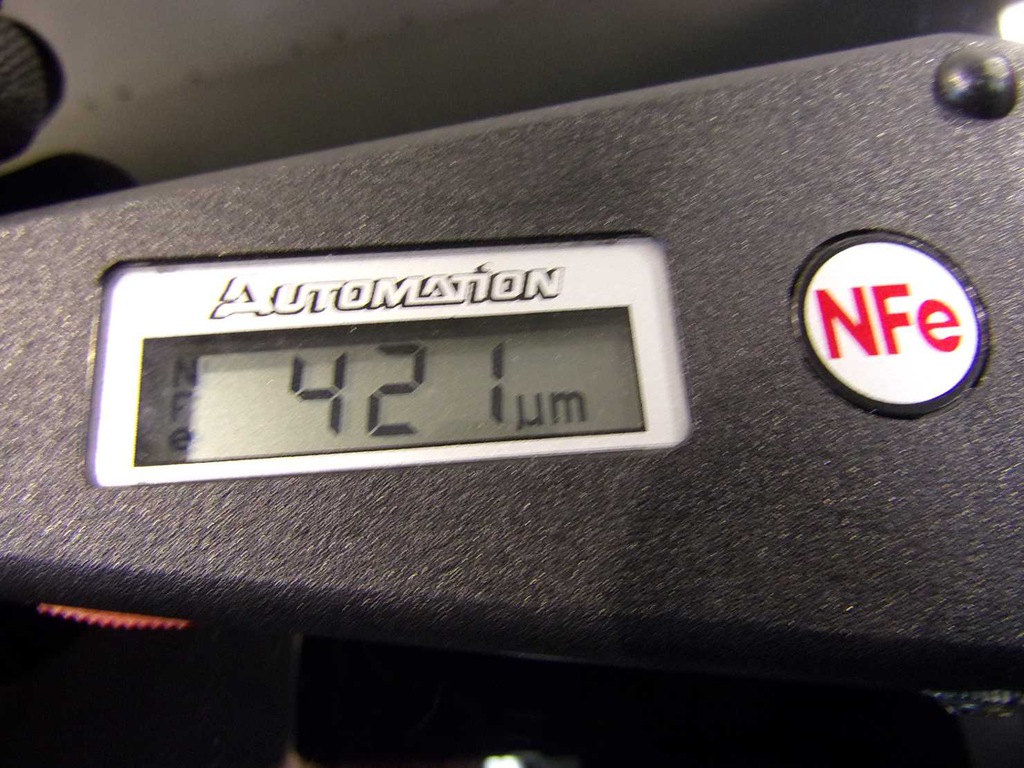 AUTOMATION
NFe
421 µm
NFe